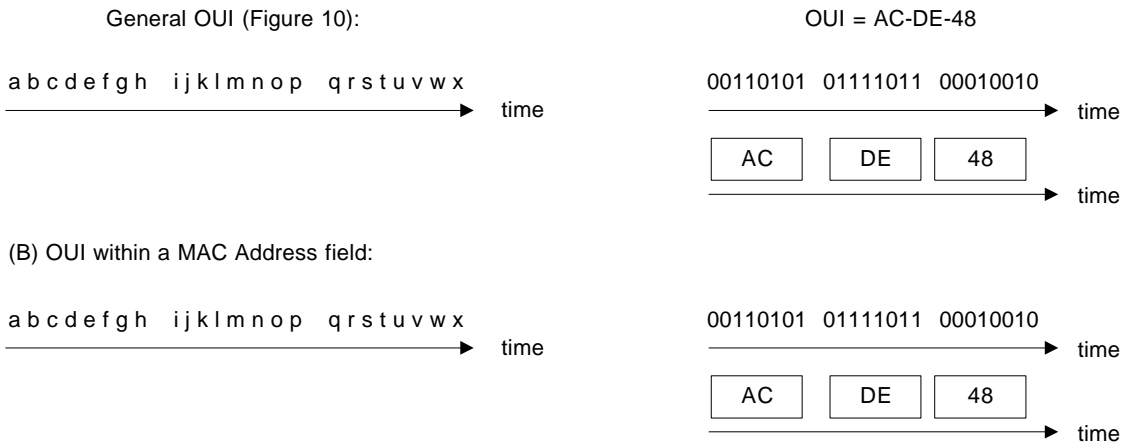 General OUI (Figure 10): OUI = AC-DE-48
a b c d e f g h i j k l m n o p q r s t u v w x 00110101 01111011 00010010
time time
AC DE 48
time
(B) OUI within a MAC Address field:
a b c d e f g h i j k l m n o p q r s t u v w x 00110101 01111011 00010010
time time
AC DE 48
time